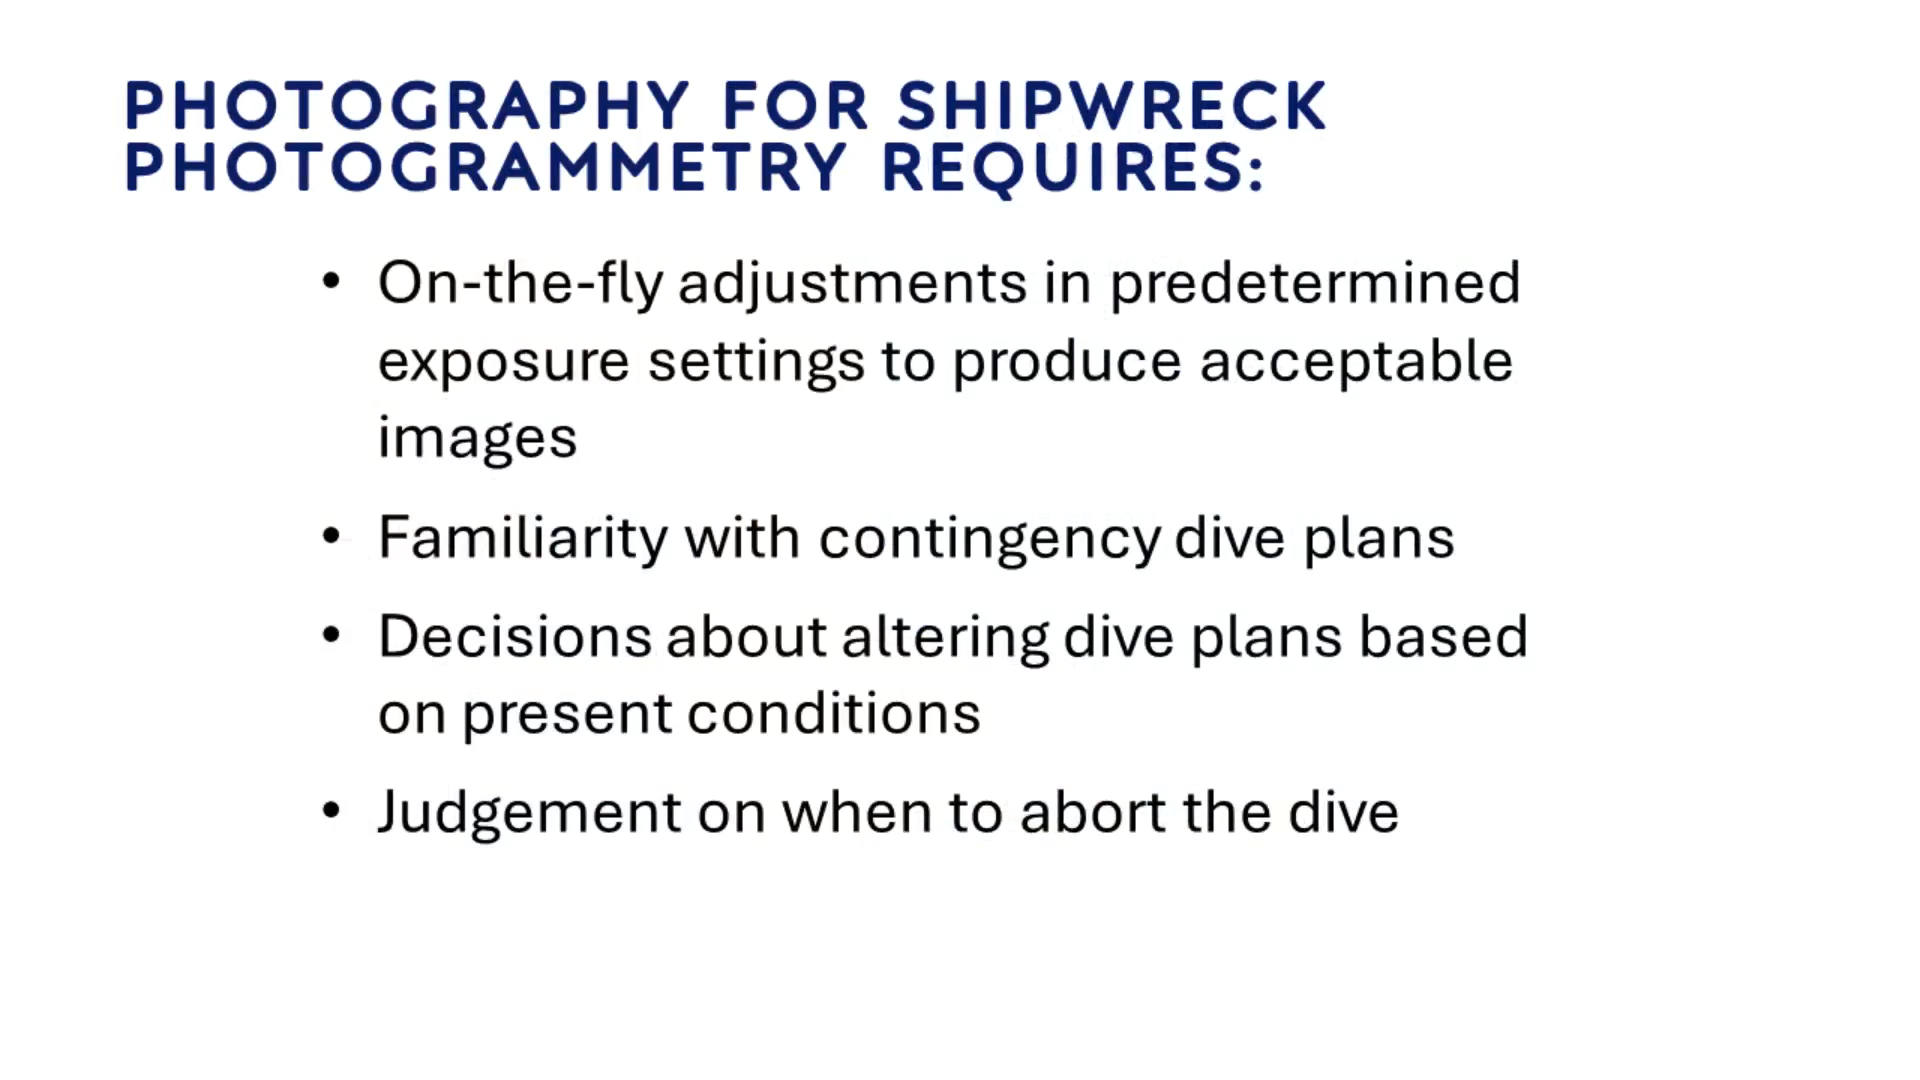 PHOTOGRAPHY FOR SHIPWRECK
PHOTOGRAMMETRY REQUIRES:
• On-the-fly adjustments in predetermined
exposure settings to produce acceptable
images
• Familiarity with contingency dive plans
• Decisions about altering dive plans based
on present conditions
• Judgement on when to abort the dive